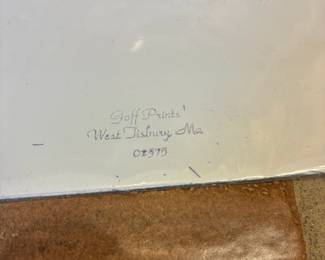 Goff Prints'
West Tisbury, Ma
02575